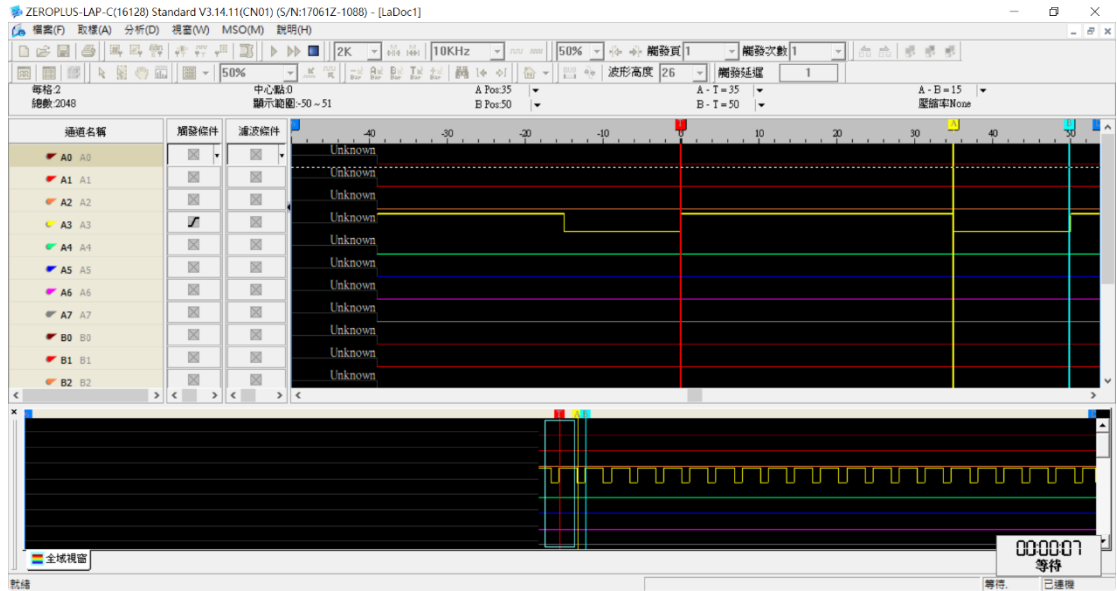 ZEROPLUS-LAP-C(16128) Standard V3.14.11(CN01) (S/N:17061Z-1088) - [LaDoc1]
檔案(F) 取樣(A) 分析(D) 視窗(W) MSO(M) 說明(H)
2K 10KHz 50% 觸發頁 1 觸發次數 1
50% 波形高度 26 觸發延遲 1
每格:2 中心點:0 A Pos:35 A - T = 35 A - B = 15
總數:2048 顯示範圍:-50 ~ 51 B Pos:50 B - T = 50 壓縮率:None
通道名稱 觸發條件 濾波條件 -40 -30 -20 -10 0 10 20 30 A 40 50
A0 A0 Unknown
A1 A1 Unknown
A2 A2 Unknown
A3 A3 Unknown
A4 A4 Unknown
A5 A5 Unknown
A6 A6 Unknown
A7 A7 Unknown
B0 B0 Unknown
B1 B1 Unknown
B2 B2 Unknown
T A
全域視窗
00:00:07
等待
就緒 等待. 已連機